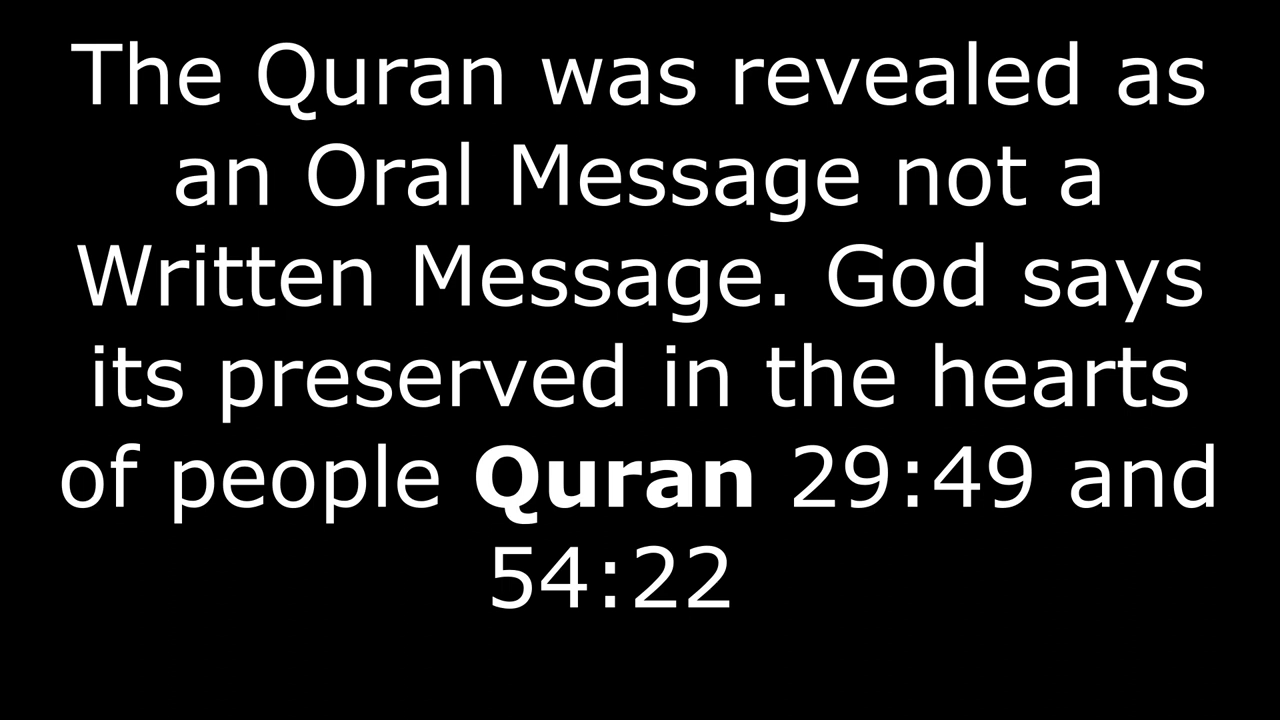 The Quran was revealed as
an Oral Message not a
Written Message. God says
its preserved in the hearts
of people Quran 29:49 and
54:22